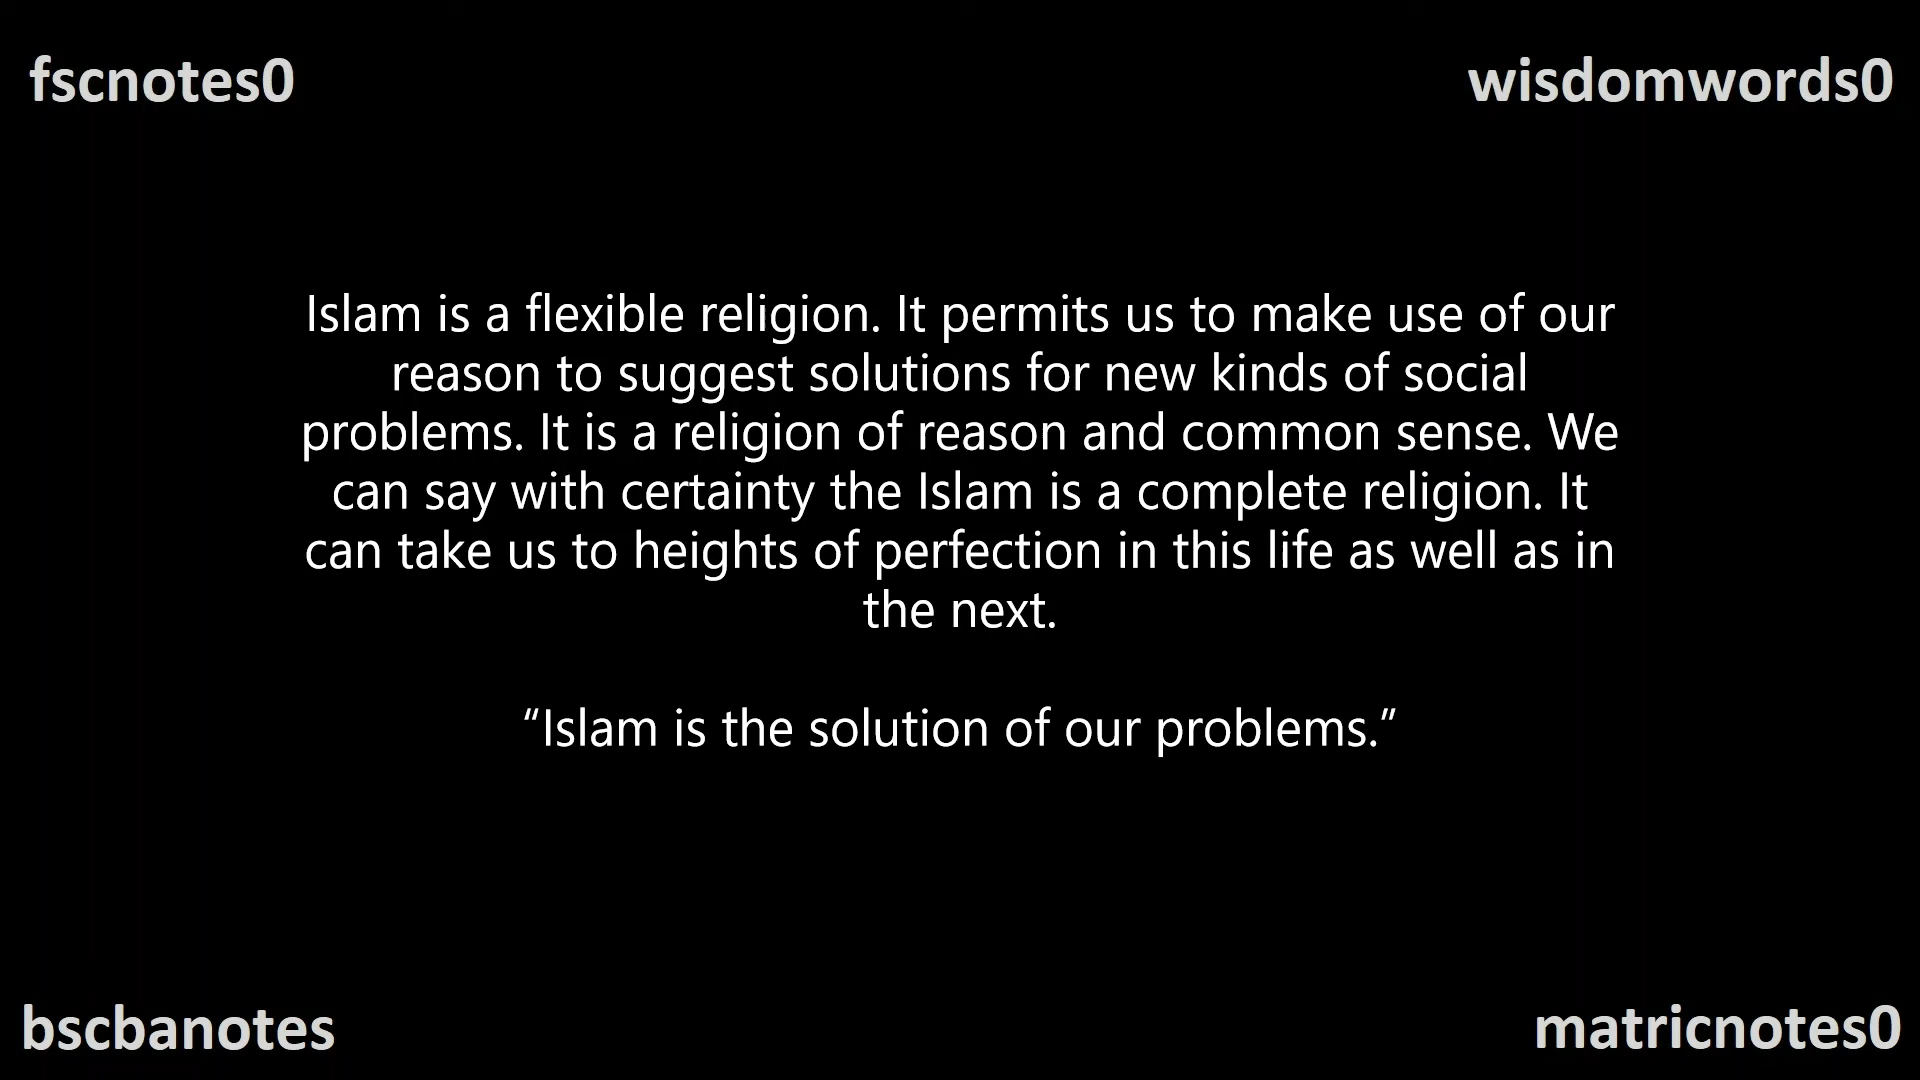 fscnotes0
wisdomwords0
Islam is a flexible religion. It permits us to make use of our
reason to suggest solutions for new kinds of social
problems. It is a religion of reason and common sense. We
can say with certainty the Islam is a complete religion. It
can take us to heights of perfection in this life as well as in
the next.
“Islam is the solution of our problems.”
bscbanotes
matricnotes0